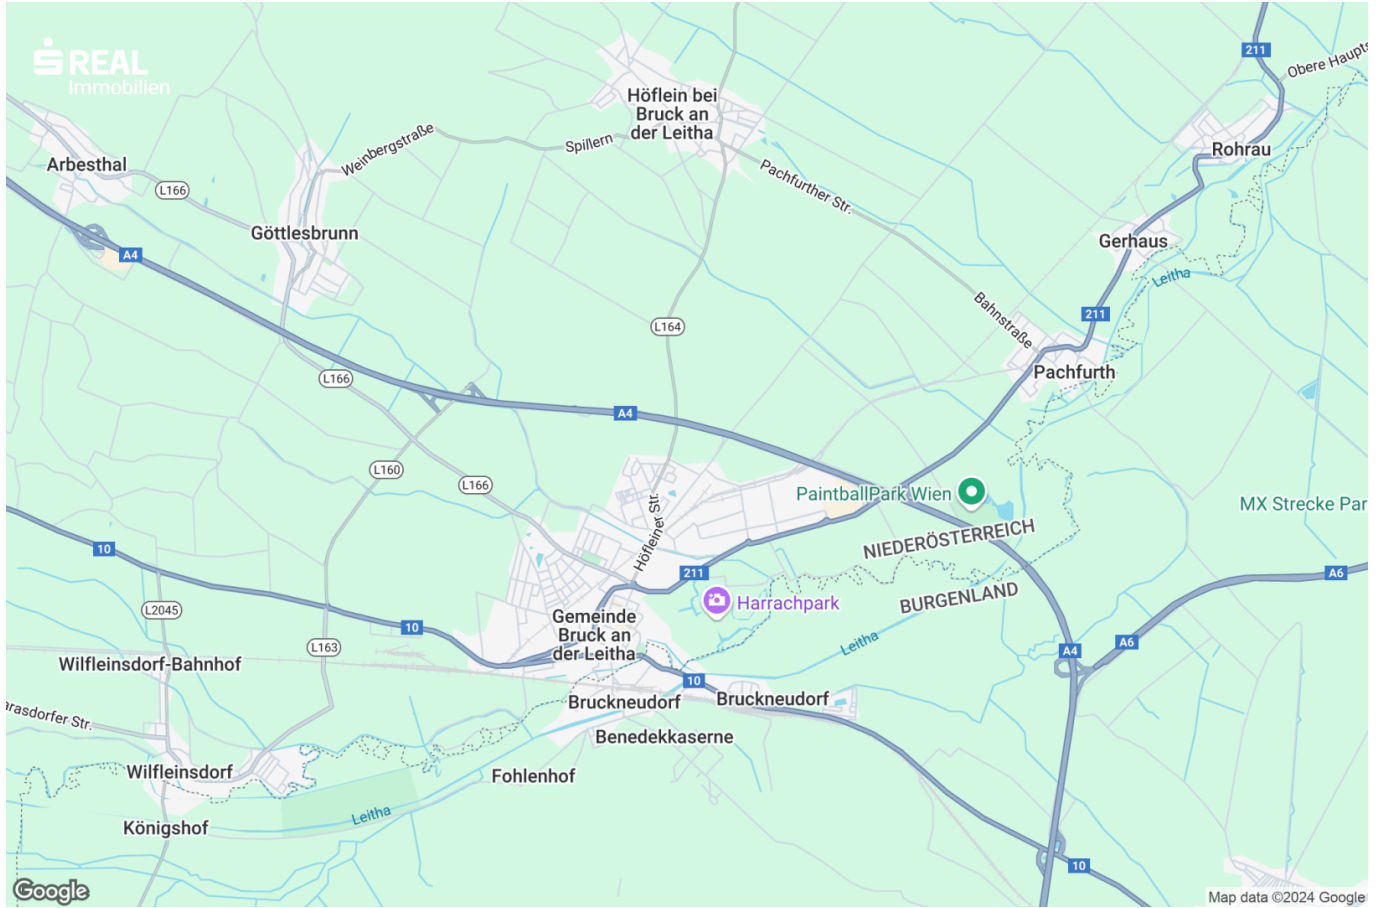 REAL
Immobilien
211
Obere Haupts
Höflein bei
Bruck an
der Leitha
Weinbergstraße
Spillern
Rohrau
Arbesthal
L166
Pachfurther Str.
Göttlesbrunn
Gerhaus
A4
Leitha
Bahnstraße
211
L164
Pachfurth
L166
A4
L160
L166
PaintballPark Wien
MX Strecke Par
Höfleiner Str.
NIEDERÖSTERREICH
10
211
A6
BURGENLAND
Harrachpark
L2045
Gemeinde
Bruck an
der Leitha
10
L163
Leitha
A6
A4
Wilfleinsdorf-Bahnhof
10
Bruckneudorf
Bruckneudorf
arasdorfer Str.
Benedekkaserne
Wilfleinsdorf
Fohlenhof
Leitha
Königshof
10
Google
Map data ©2024 Google